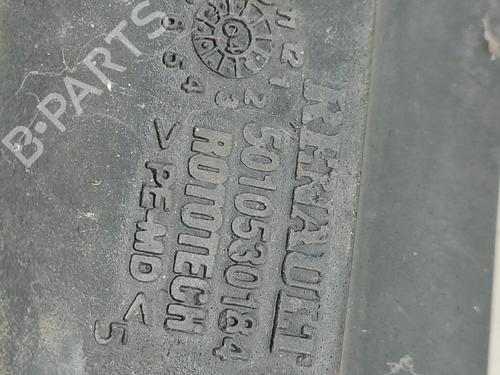 RENAULT
5010530184
ROTOTECH
>PE-MD< 5
B-PARTS